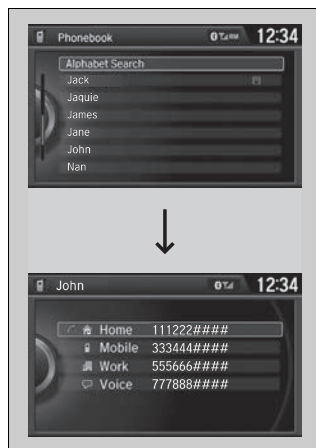 Phonebook 12:34
Alphabet Search
Jack
Jaquie
James
Jane
John
Nan
John 12:34
Home 111222####
Mobile 333444####
Work 555666####
Voice 777888####